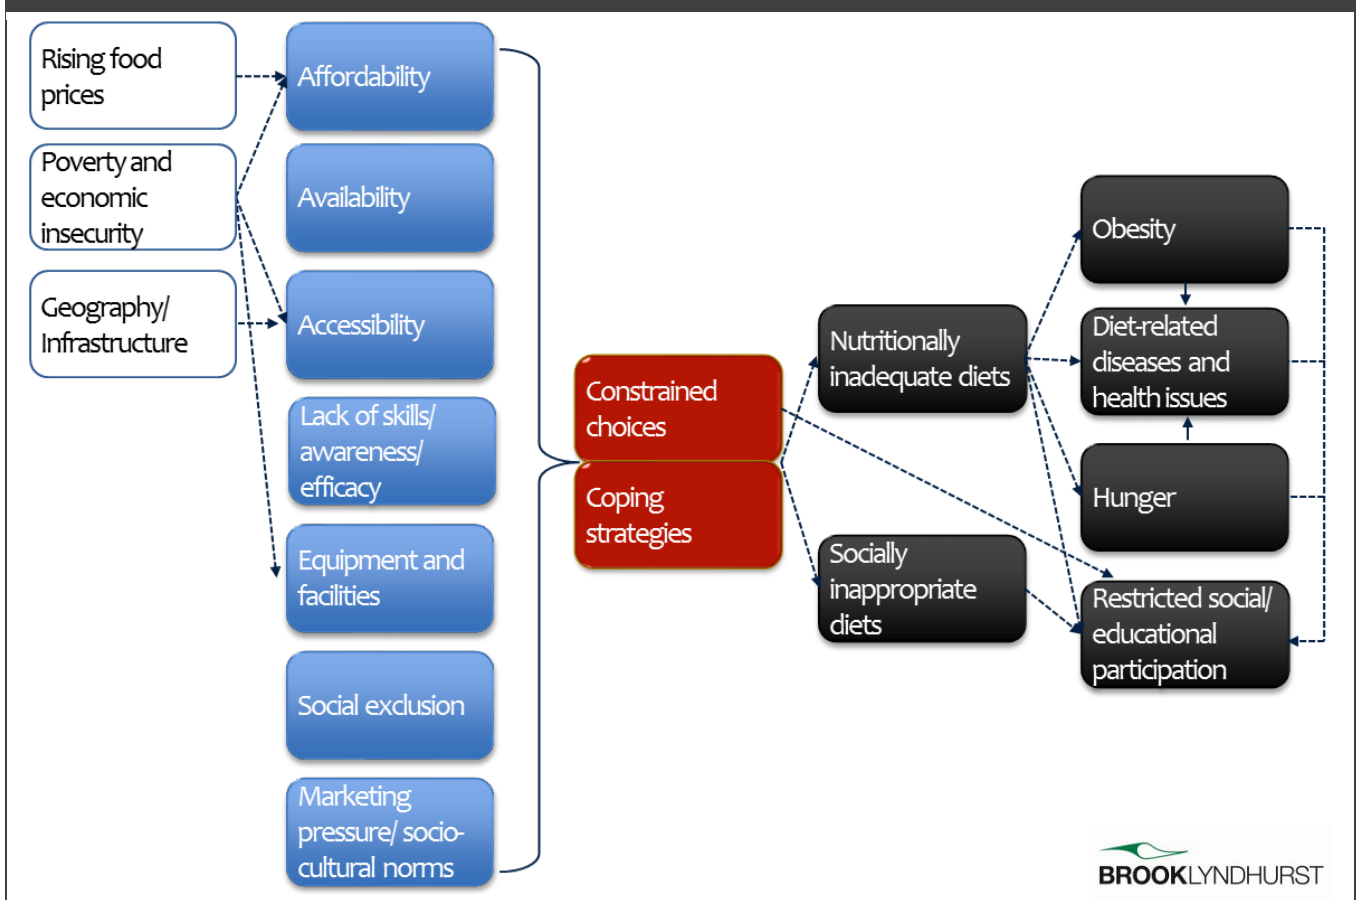 Rising food
prices
Poverty and
economic
insecurity
Geography/
Infrastructure
Affordability
Availability
Accessibility
Lack of skills/
awareness/
efficacy
Equipment and
facilities
Social exclusion
Marketing
pressure/ socio-
cultural norms
Constrained
choices
Coping
strategies
Nutritionally
inadequate diets
Socially
inappropriate
diets
Obesity
Diet-related
diseases and
health issues
Hunger
Restricted social/
educational
participation
BROOKLYNDHURST